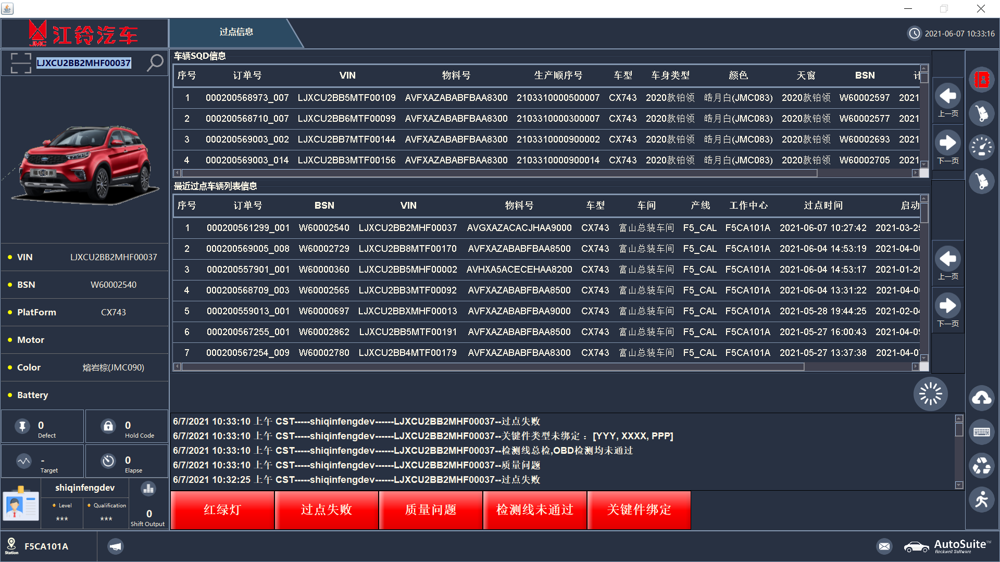 JMC 江铃汽车
过点信息
2021-06-07 10:33:16
LJXCU2BB2MHF00037
车辆SQD信息
序号 订单号 VIN 物料号 生产顺序号 车型 车身类型 颜色 天窗 BSN
1 000200568973_007 LJXCU2BB5MTF00109 AVFXAZABABFBAA8300 2103310000500007 CX743 2020款铂领 皓月白(JMC083) 2020款铂领 W60002597 2021
2 000200568710_007 LJXCU2BB6MTF00099 AVFXAZABABFBAA8300 2103310000300007 CX743 2020款铂领 皓月白(JMC083) 2020款铂领 W60002577 2021
3 000200569003_002 LJXCU2BB7MTF00144 AVFXAZABABFBAA8300 2103310000900002 CX743 2020款铂领 皓月白(JMC083) 2020款铂领 W60002693 2021
4 000200569003_014 LJXCU2BB3MTF00156 AVFXAZABABFBAA8300 2103310000900014 CX743 2020款铂领 皓月白(JMC083) 2020款铂领 W60002705 2021
上一页
下一页
最近过点车辆列表信息
序号 订单号 BSN VIN 物料号 车型 车间 产线 工作中心 过点时间 启动
1 000200561299_001 W60002540 LJXCU2BB2MHF00037 AVGXAZACACJHAA9000 CX743 富山总装车间 F5_CAL F5CA101A 2021-06-07 10:27:42 2021-03-25
2 000200569005_008 W60002729 LJXCU2BB8MTF00170 AVFXAZABABFBAA8500 CX743 富山总装车间 F5_CAL F5CA101A 2021-06-04 14:53:19 2021-04-0
3 000200557901_001 W60000360 LJXCU2BB5MHF00002 AVHXA5ACECEHAA8200 CX743 富山总装车间 F5_CAL F5CA101A 2021-06-04 14:53:17 2021-01-2
4 000200568709_003 W60002565 LJXCU2BB3MTF00092 AVFXAZABABFBAA8500 CX743 富山总装车间 F5_CAL F5CA101A 2021-06-04 13:31:22 2021-04-0
5 000200559013_001 W60000697 LJXCU2BBXMHF00013 AVFXAZABABFBAA9000 CX743 富山总装车间 F5_CAL F5CA101A 2021-05-28 19:44:25 2021-02-04
6 000200567255_001 W60002862 LJXCU2BB5MTF00191 AVFXAZABABFBAA8500 CX743 富山总装车间 F5_CAL F5CA101A 2021-05-27 16:00:43 2021-04-09
7 000200567254_009 W60002780 LJXCU2BB4MTF00179 AVFXAZABABFBAA8300 CX743 富山总装车间 F5_CAL F5CA101A 2021-05-27 13:37:38 2021-04-0
上一页
下一页
VIN LJXCU2BB2MHF00037
BSN W60002540
PlatForm CX743
Motor
Color 熔岩棕(JMC090)
Battery
0 Defect
0 Hold Code
- Target
0 Elapse
shiqinfengdev
Level ***
Qualification ***
0 Shift Output
6/7/2021 10:33:10 上午 CST-----shiqinfengdev------LJXCU2BB2MHF00037--过点失败
6/7/2021 10:33:10 上午 CST-----shiqinfengdev------LJXCU2BB2MHF00037--关键件类型未绑定 : [YYY, XXXX, PPP]
6/7/2021 10:33:10 上午 CST-----shiqinfengdev------LJXCU2BB2MHF00037--检测线总检,OBD检测均未通过
6/7/2021 10:33:10 上午 CST-----shiqinfengdev------LJXCU2BB2MHF00037--质量问题
6/7/2021 10:32:25 上午 CST-----shiqinfengdev------LJXCU2BB2MHF00037--过点失败
红绿灯 过点失败 质量问题 检测线未通过 关键件绑定
Station F5CA101A
AutoSuite™
Rockwell Software